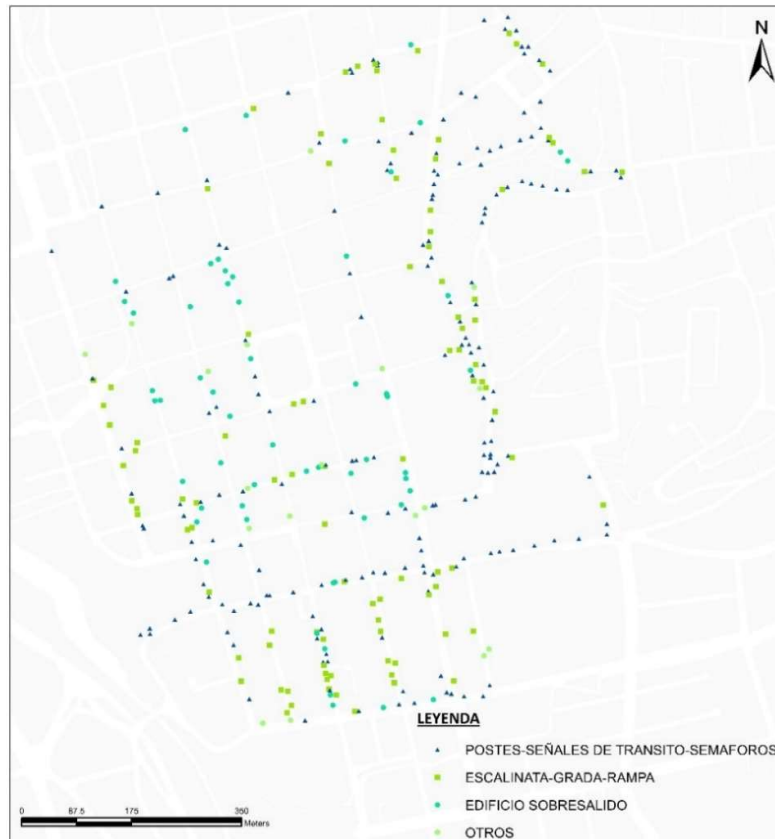 N
LEYENDA
POSTES-SEÑALES DE TRANSITO-SEMAFOROS
ESCALINATA-GRADA-RAMPA
EDIFICIO SOBRESALIDO
OTROS
0 87.5 175 350
Meters